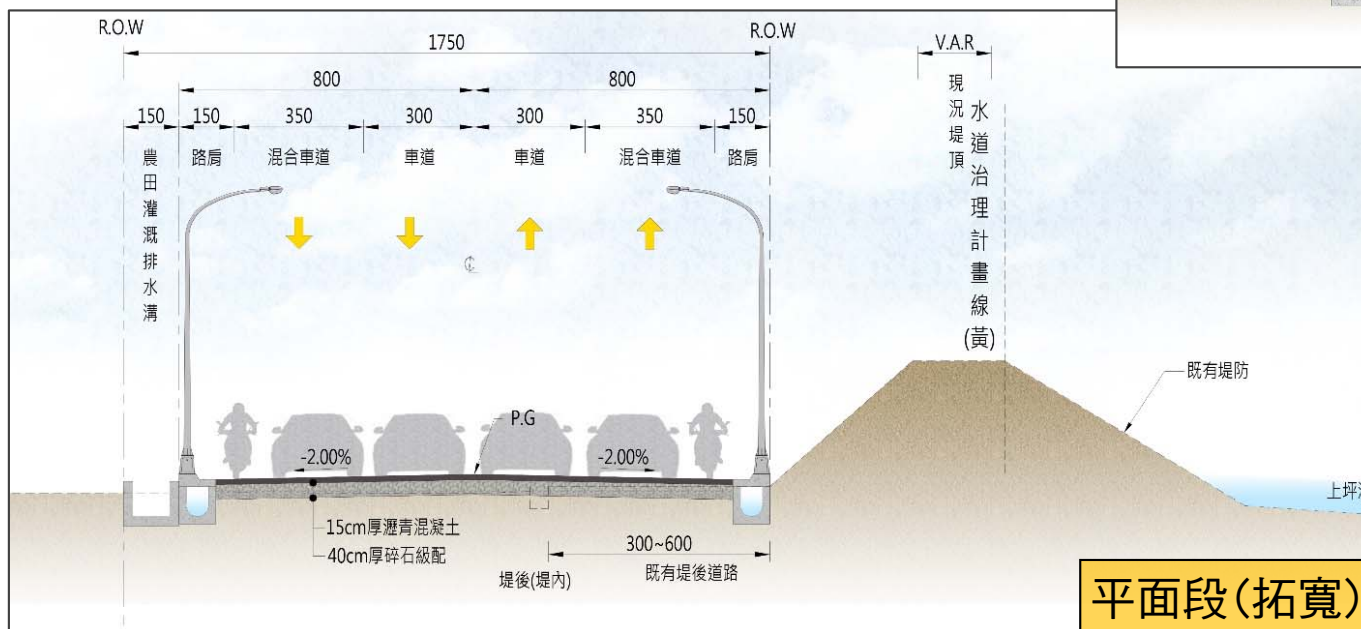 R.O.W
R.O.W
1750
V.A.R
800
800
150
150
350
300
300
350
150
農田灌溉排水溝
路肩
混合車道
車道
車道
混合車道
路肩
現況堤頂
水道治理計畫線(黃)
既有堤防
P.G
-2.00%
-2.00%
上坪
15cm厚瀝青混凝土
40cm厚碎石級配
300~600
堤後(堤內)
既有堤後道路
平面段(拓寬)